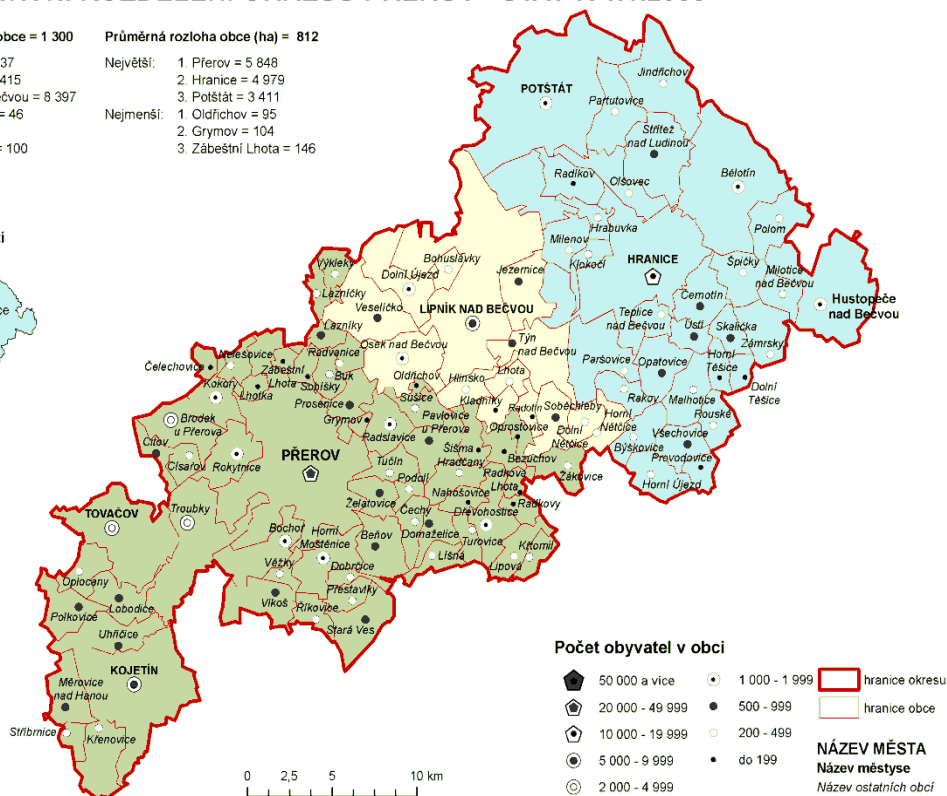 obce = 1 300
Průměrná rozloha obce (ha) = 812
37
415
ečvou = 8 397
= 46
= 100
Největší: 1. Přerov = 5 848
2. Hranice = 4 979
3. Potštát = 3 411
Nejmenší: 1. Oldřichov = 95
2. Grymov = 104
3. Zábeštní Lhota = 146
Jindřichov
POTŠTÁT
Partutovice
Střítež
nad Ludinou
Radíkov
Olšovec
Bělotín
Hrabůvka
Polom
Milenov
Klokočí
HRANICE
Špičky
Milotice
nad Bečvou
Hustopeče
nad Bečvou
Výkleky
Bohuslávky
Dolní Újezd
Jezernice
Lazníčky
Veselíčko
LIPNÍK NAD BEČVOU
Černotín
Teplice
nad Bečvou
Ústí
Skalička
Zámrsky
Lazníky
Osek nad Bečvou
Týn
nad Bečvou
Paršovice
Opatovice
Horní
Těšice
Dolní
Těšice
Nelešovice
Radvanice
Čelechovice
Zábeštní
Lhota
Sobíšky
Buk
Oldřichov
Hlinsko
Lhota
Kokory
Lhotka
Sušice
Kladníky
Rakov
Malhotice
Rouské
Prosenice
Pavlovice
u Přerova
Radotín
Soběchleby
Horní
Nětčice
Brodek
u Přerova
Grymov
Radslavice
Oprostovice
Dolní
Nětčice
Býškovice
Všechovice
Provodovice
Citov
Císařov
Rokytnice
PŘEROV
Šišma
Hradčany
Bezuchov
Žákovice
Horní Újezd
Tučín
Podolí
Radkova
Lhota
Želatovice
Nahošovice
Radkovy
TOVAČOV
Troubky
Čechy
Dřevohostice
Bochoř
Horní
Moštěnice
Beňov
Domaželice
Turovice
Křtomil
Líšná
Lipová
Věžky
Dobrčice
Oplocany
Přestavlky
Polkovice
Lobodice
Vlkoš
Říkovice
Stará Ves
Uhřičice
KOJETÍN
Měrovice
nad Hanou
Stříbrnice
Křenovice
0 2,5 5 10 km
Počet obyvatel v obci
50 000 a více
20 000 - 49 999
10 000 - 19 999
5 000 - 9 999
2 000 - 4 999
1 000 - 1 999
500 - 999
200 - 499
do 199
hranice okresu
hranice obce
NÁZEV MĚSTA
Název městyse
Název ostatních obcí